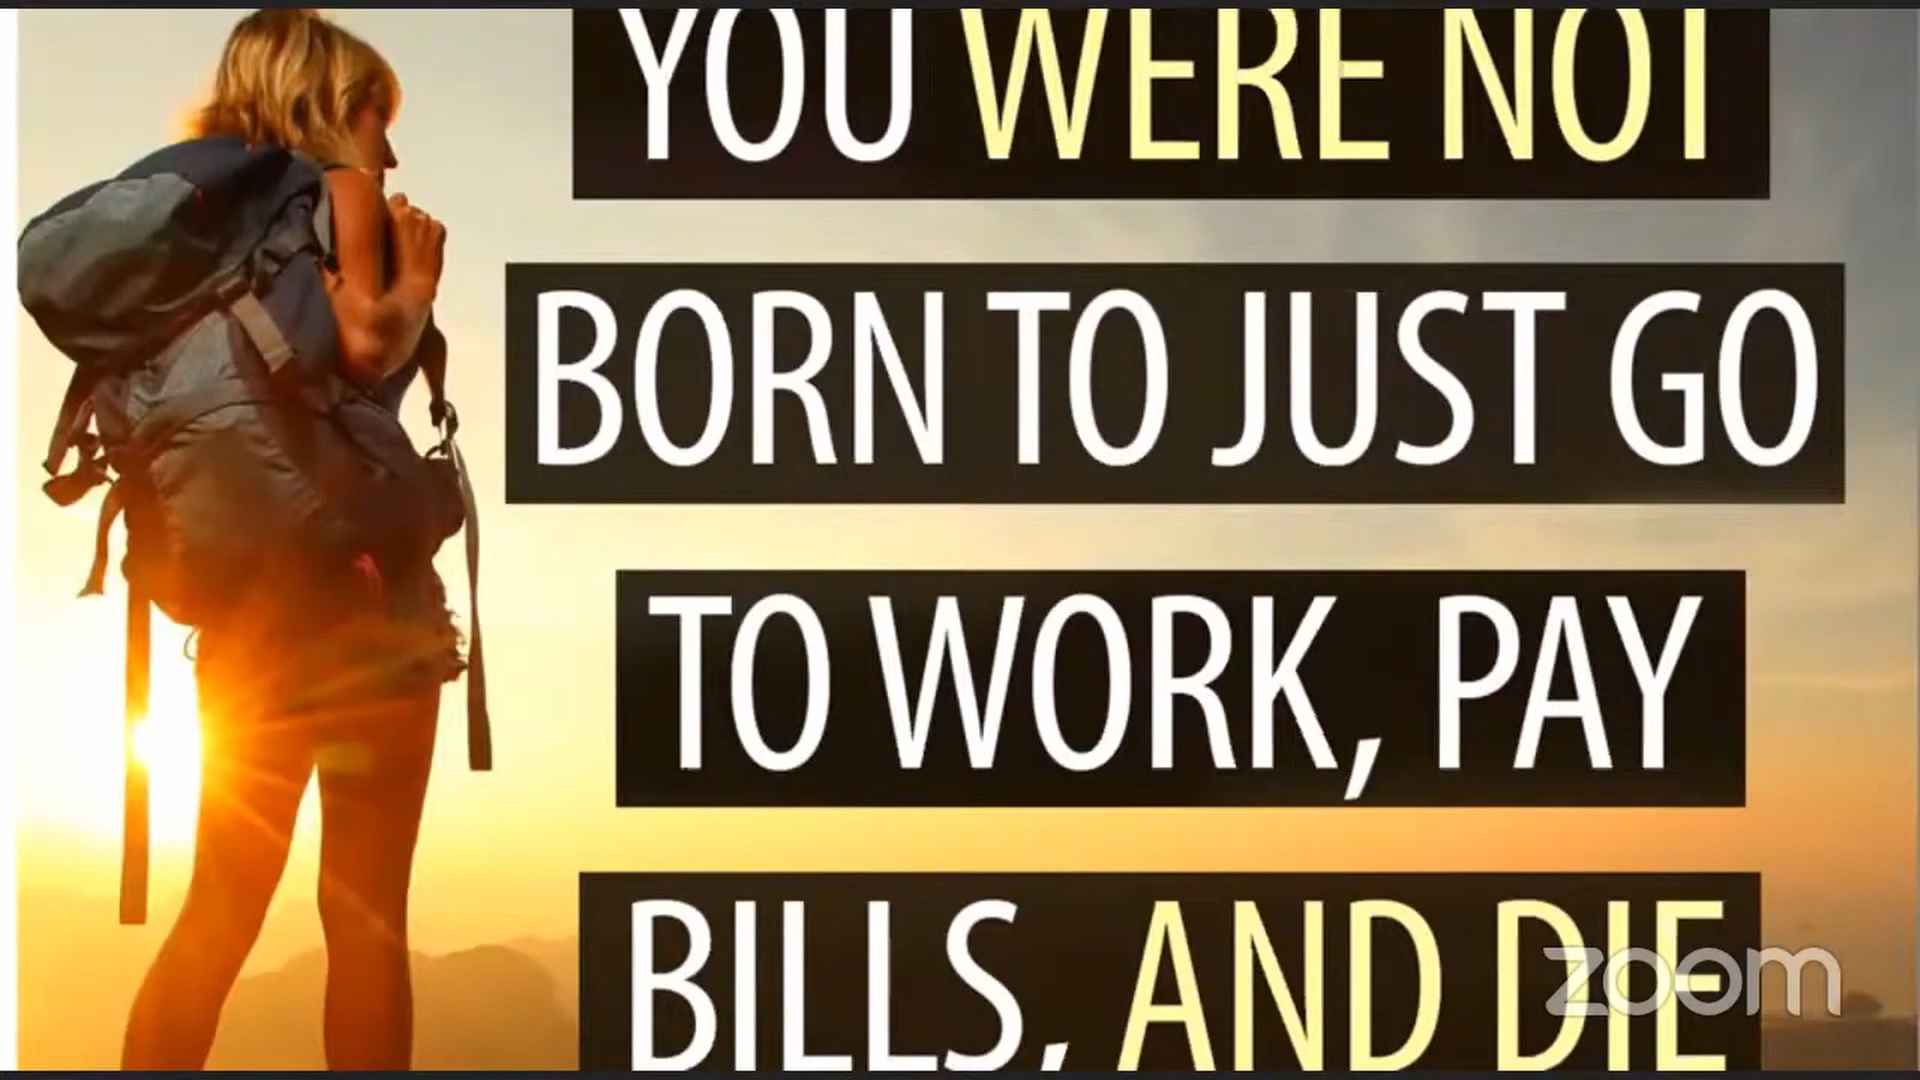 YOU WERE NOT
BORN TO JUST GO
TO WORK, PAY
BILLS, AND DIE
zoom